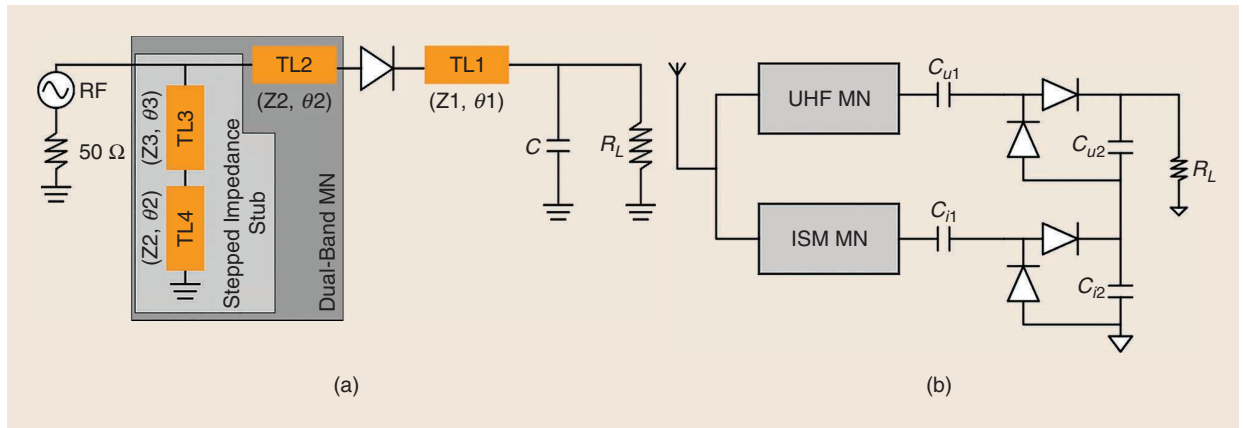 RF
50 Ω
TL3
(Z3, θ3)
TL4
(Z2, θ2)
Stepped Impedance
Stub
Dual-Band MN
TL2
(Z2, θ2)
TL1
(Z1, θ1)
C
RL
(a)
UHF MN
Cu1
Cu2
RL
ISM MN
Ci1
Ci2
(b)